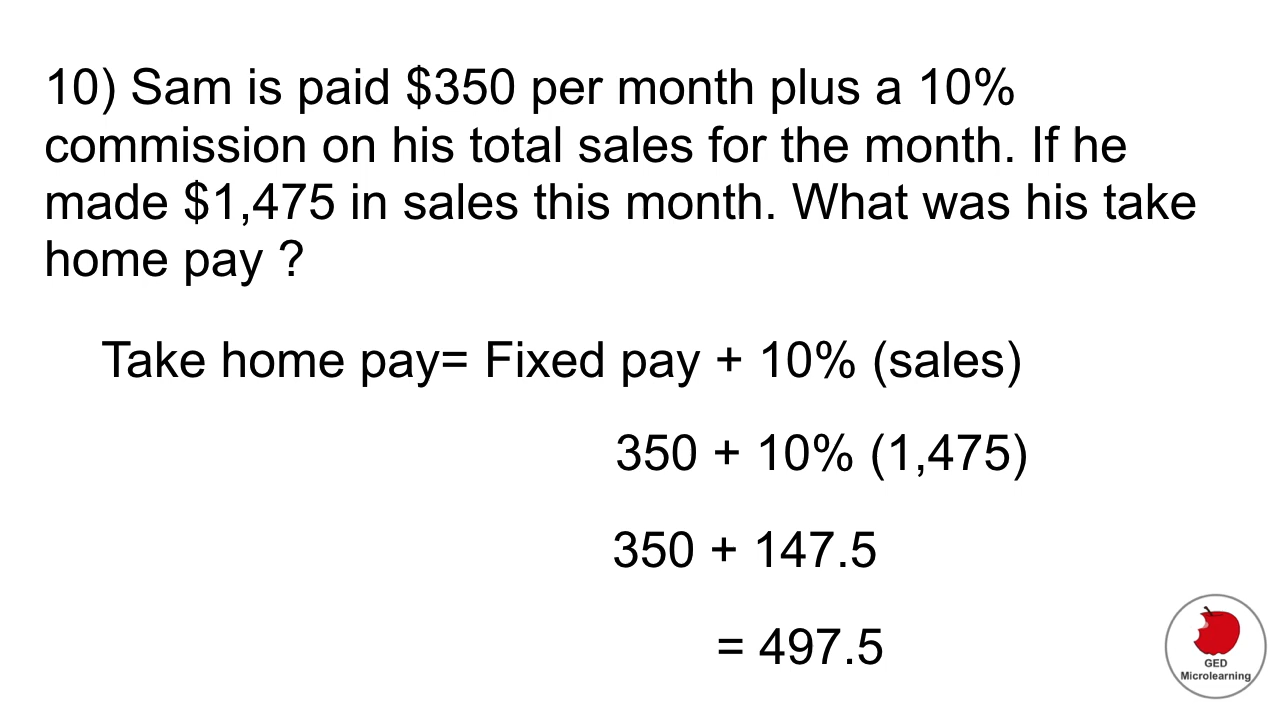 10) Sam is paid $350 per month plus a 10%
commission on his total sales for the month. If he
made $1,475 in sales this month. What was his take
home pay ?
Take home pay= Fixed pay + 10% (sales)
350 + 10% (1,475)
350 + 147.5
= 497.5
GED
Microlearning